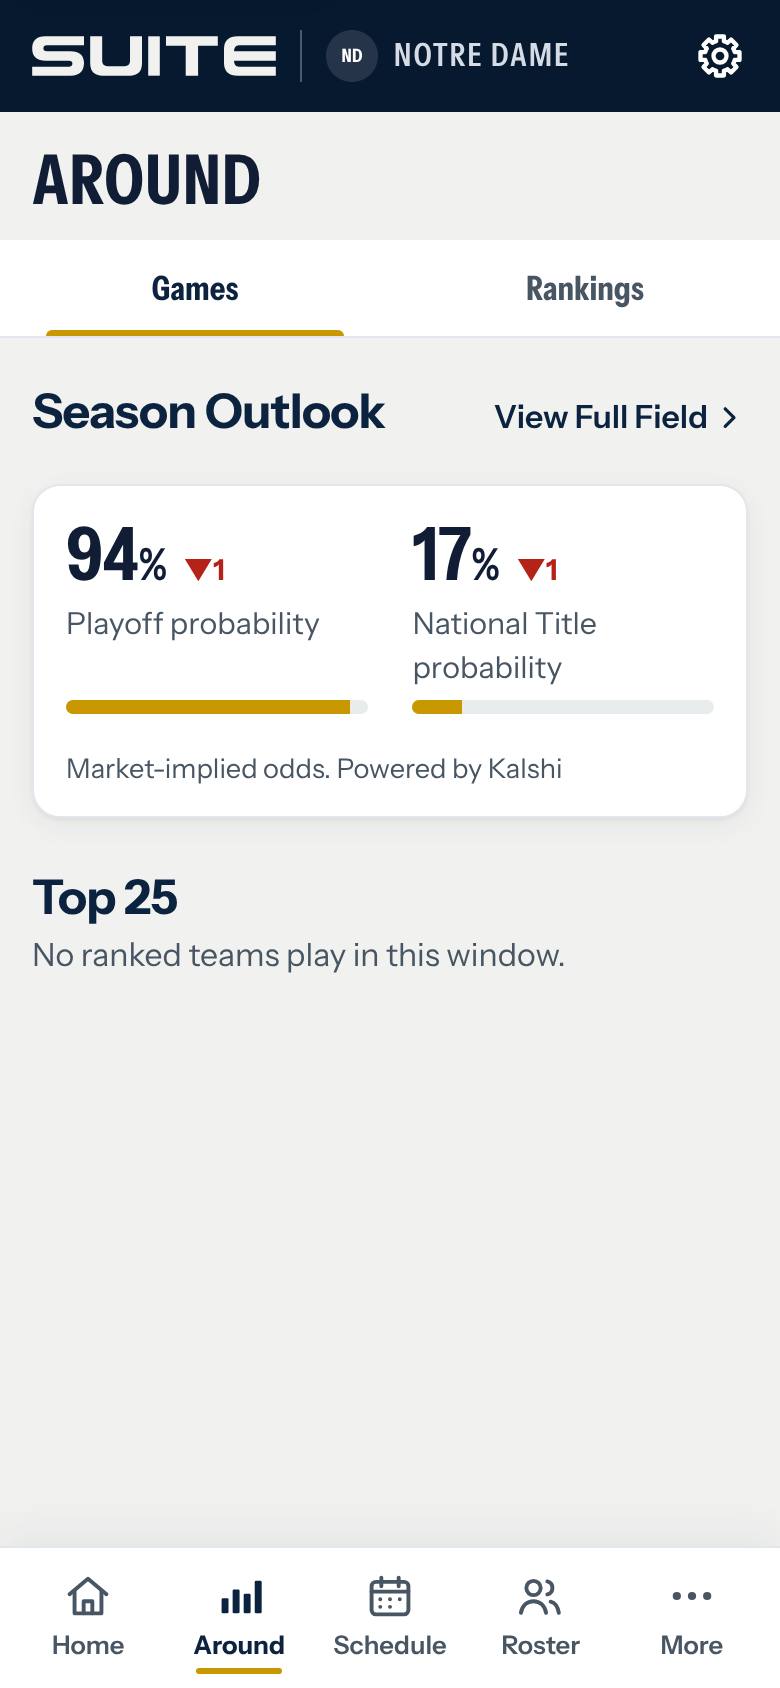 SUITE
ND NOTRE DAME
AROUND
Games Rankings
Season Outlook View Full Field
94% ▼1 17% ▼1
Playoff probability National Title
probability
Market-implied odds. Powered by Kalshi
Top 25
No ranked teams play in this window.
Home Around Schedule Roster More